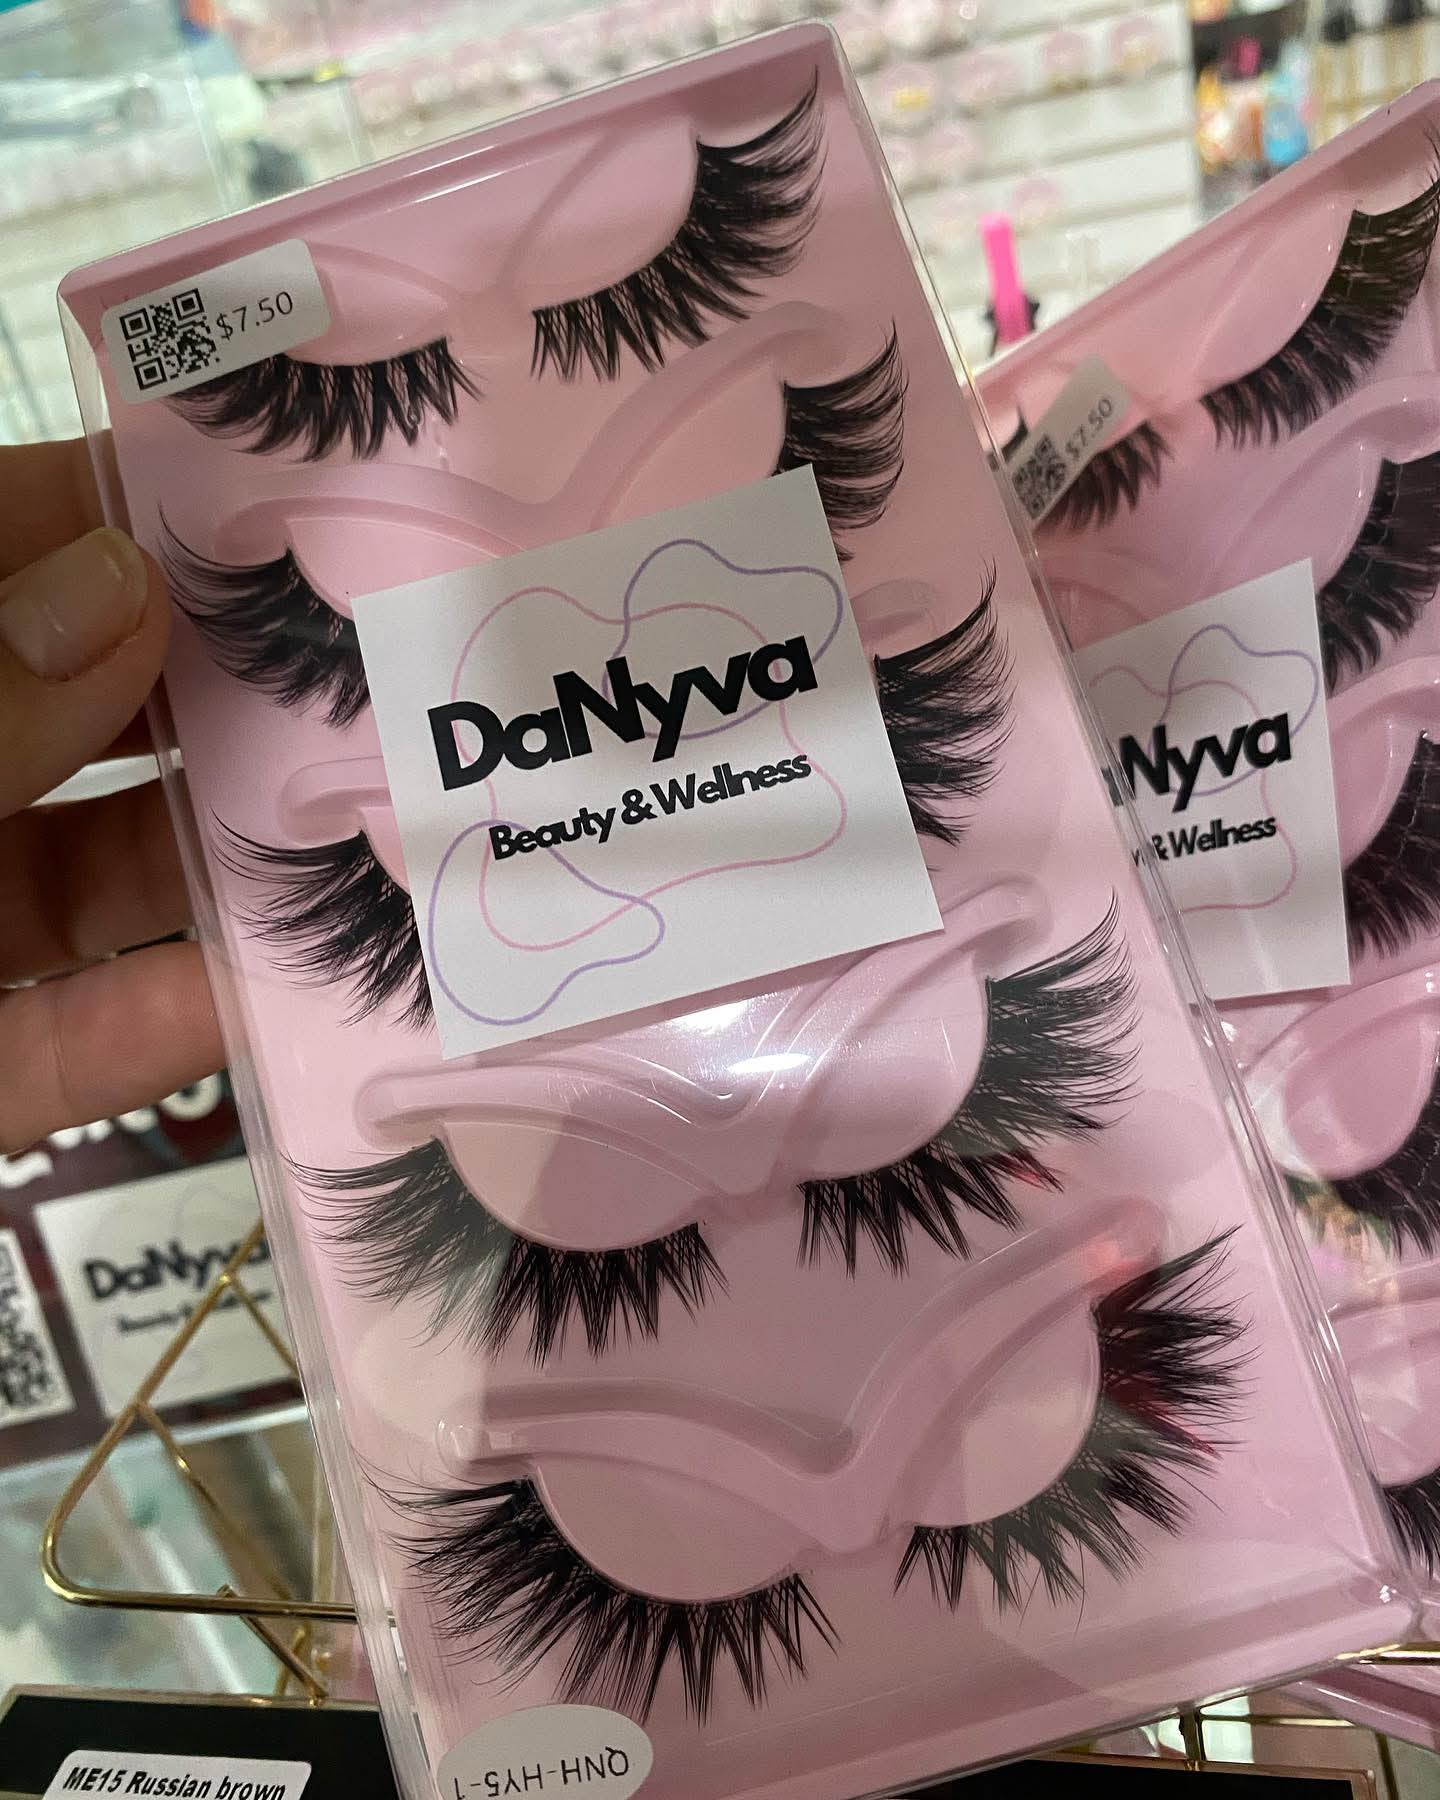 $7.50
$7.50
DaNyva
Beauty & Wellness
Nyva
& Wellness
DaNyva
QNH-HY5-1
ME15 Russian brown